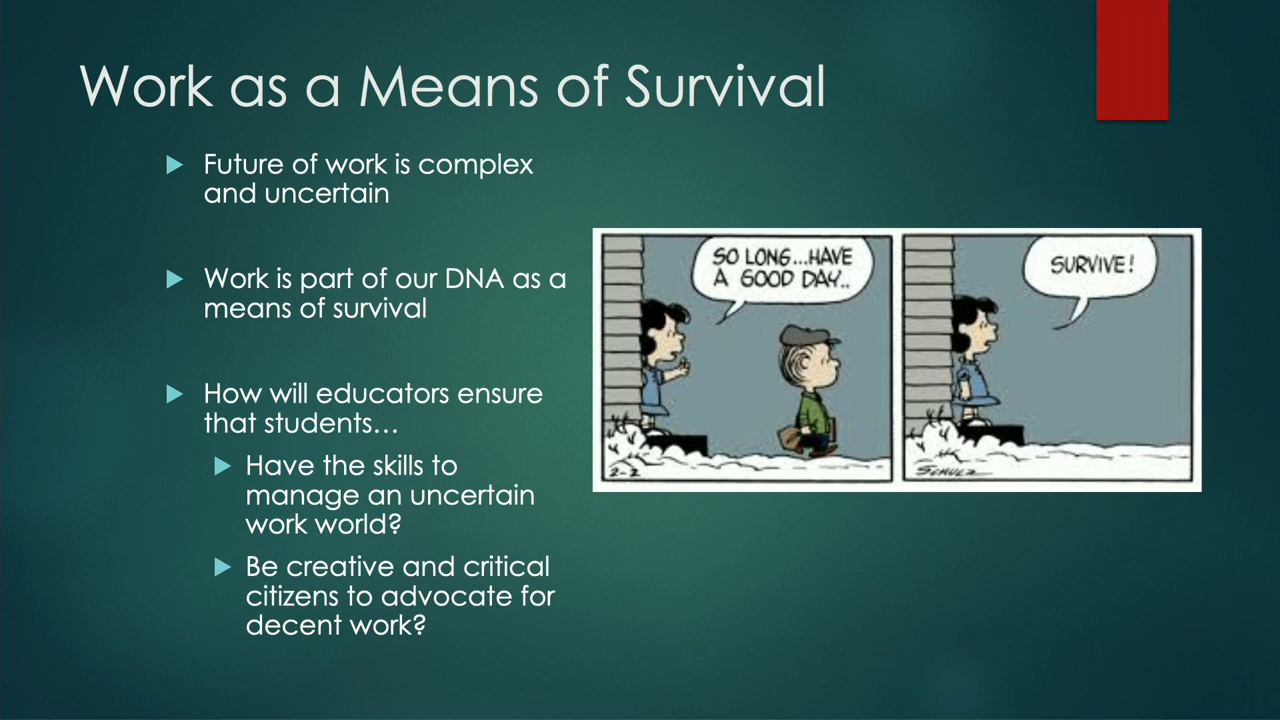 Work as a Means of Survival
Future of work is complex
and uncertain
Work is part of our DNA as a
means of survival
How will educators ensure
that students...
Have the skills to
manage an uncertain
work world?
Be creative and critical
citizens to advocate for
decent work?
SO LONG...HAVE
A GOOD DAY..
2-2
SURVIVE!
SCHULZ